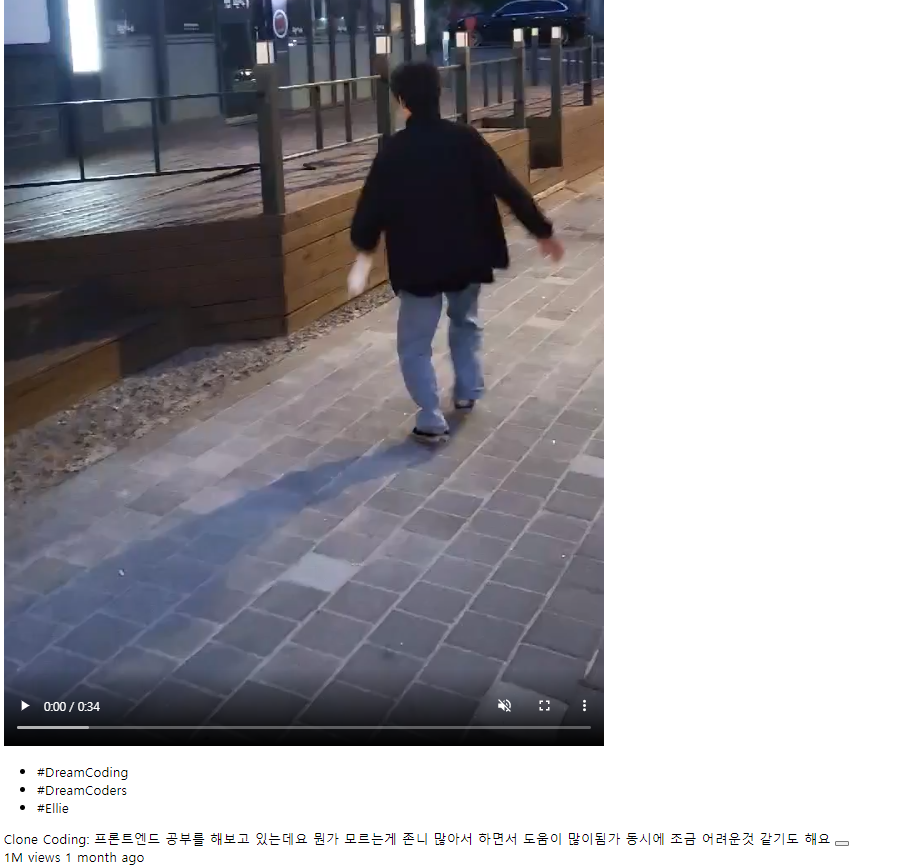 0:00 / 0:34
#DreamCoding
#DreamCoders
#Ellie
Clone Coding: 프론트엔드 공부를 해보고 있는데요 뭔가 모르는게 존니 많아서 하면서 도움이 많이됨가 동시에 조금 어려운것 같기도 해요
1M views 1 month ago